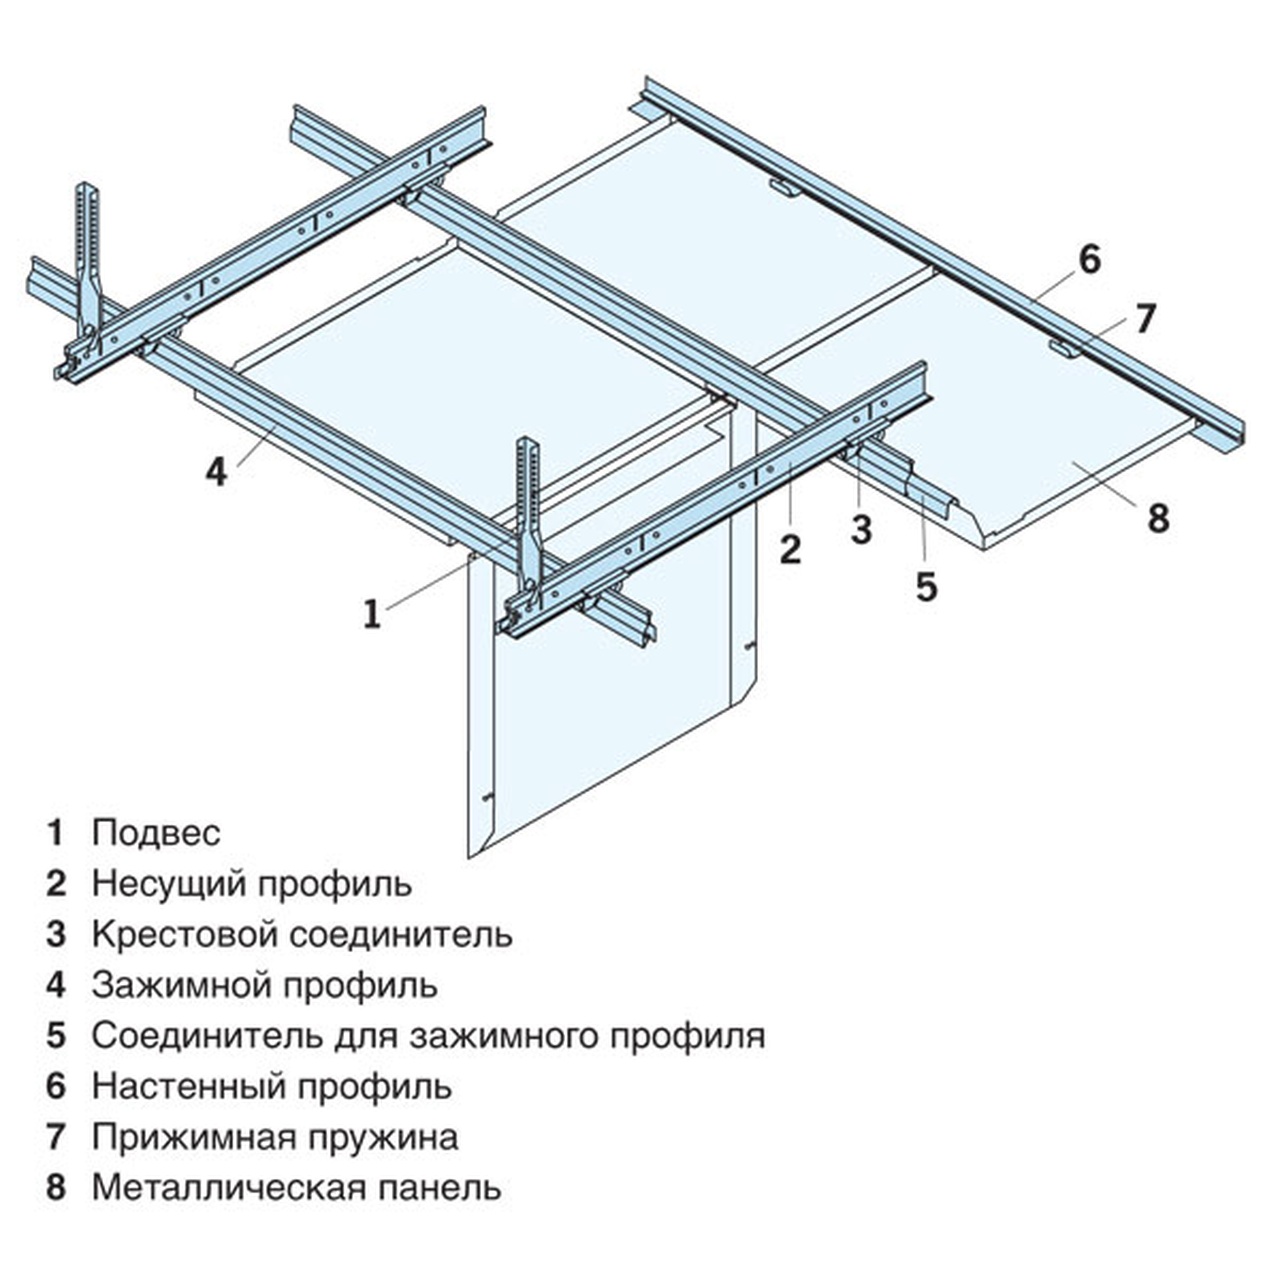 6
7
4
8
3
2
5
1
1 Подвес
2 Несущий профиль
3 Крестовой соединитель
4 Зажимной профиль
5 Соединитель для зажимного профиля
6 Настенный профиль
7 Прижимная пружина
8 Металлическая панель